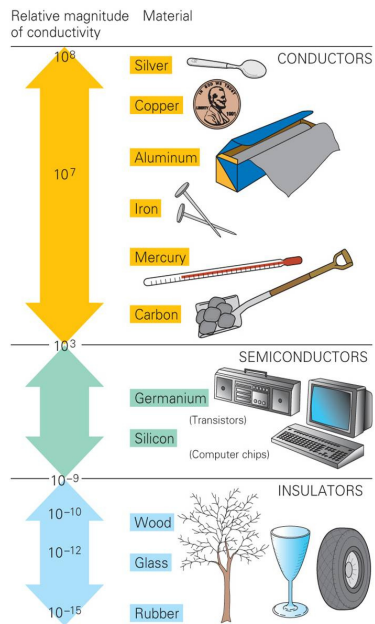 Relative magnitude Material
of conductivity
10⁸
CONDUCTORS
Silver
Copper
Aluminum
10⁷
Iron
Mercury
Carbon
10³
SEMICONDUCTORS
Germanium
(Transistors)
Silicon
(Computer chips)
10⁻⁹
INSULATORS
10⁻¹⁰
Wood
10⁻¹²
Glass
10⁻¹⁵
Rubber